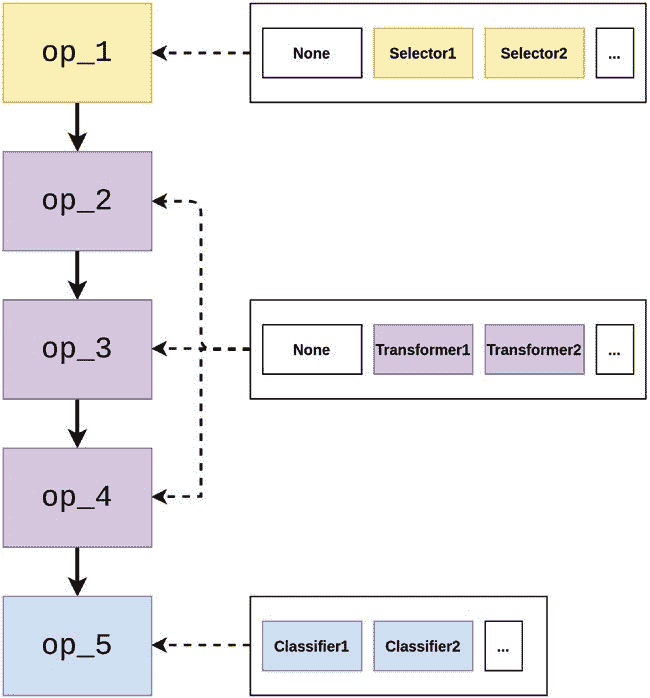 op_1
None Selector1 Selector2 ...
op_2
op_3
None Transformer1 Transformer2 ...
op_4
op_5
Classifier1 Classifier2 ...